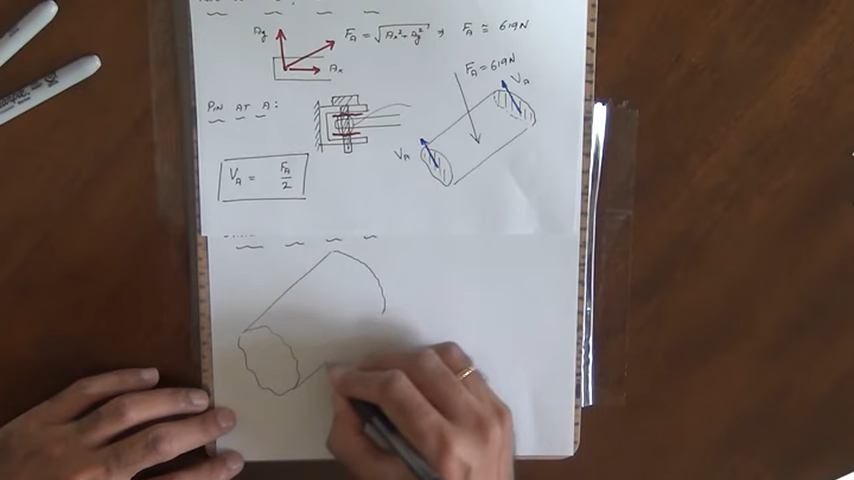 Ay
FA = √Ax²+Ay² ⇒ FA ≅ 619N
Ax
FA = 619N
VA
PIN AT A:
VA
VA = FA/2